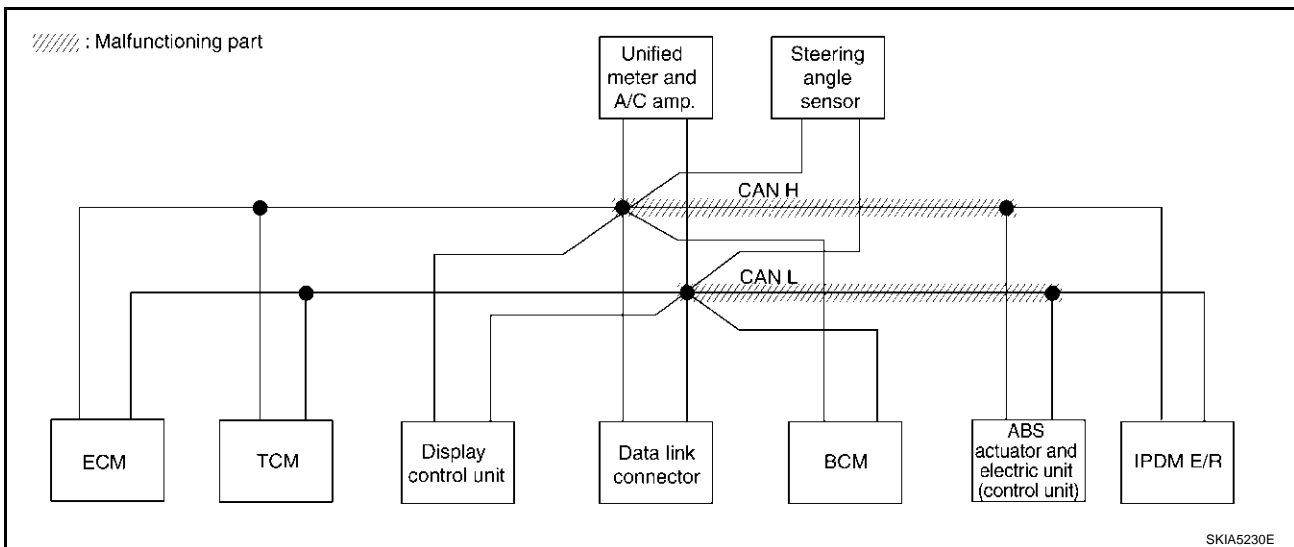 : Malfunctioning part
Unified
meter and
A/C amp.
Steering
angle
sensor
CAN H
CAN L
ECM
TCM
Display
control unit
Data link
connector
BCM
ABS
actuator and
electric unit
(control unit)
IPDM E/R
SKIA5230E